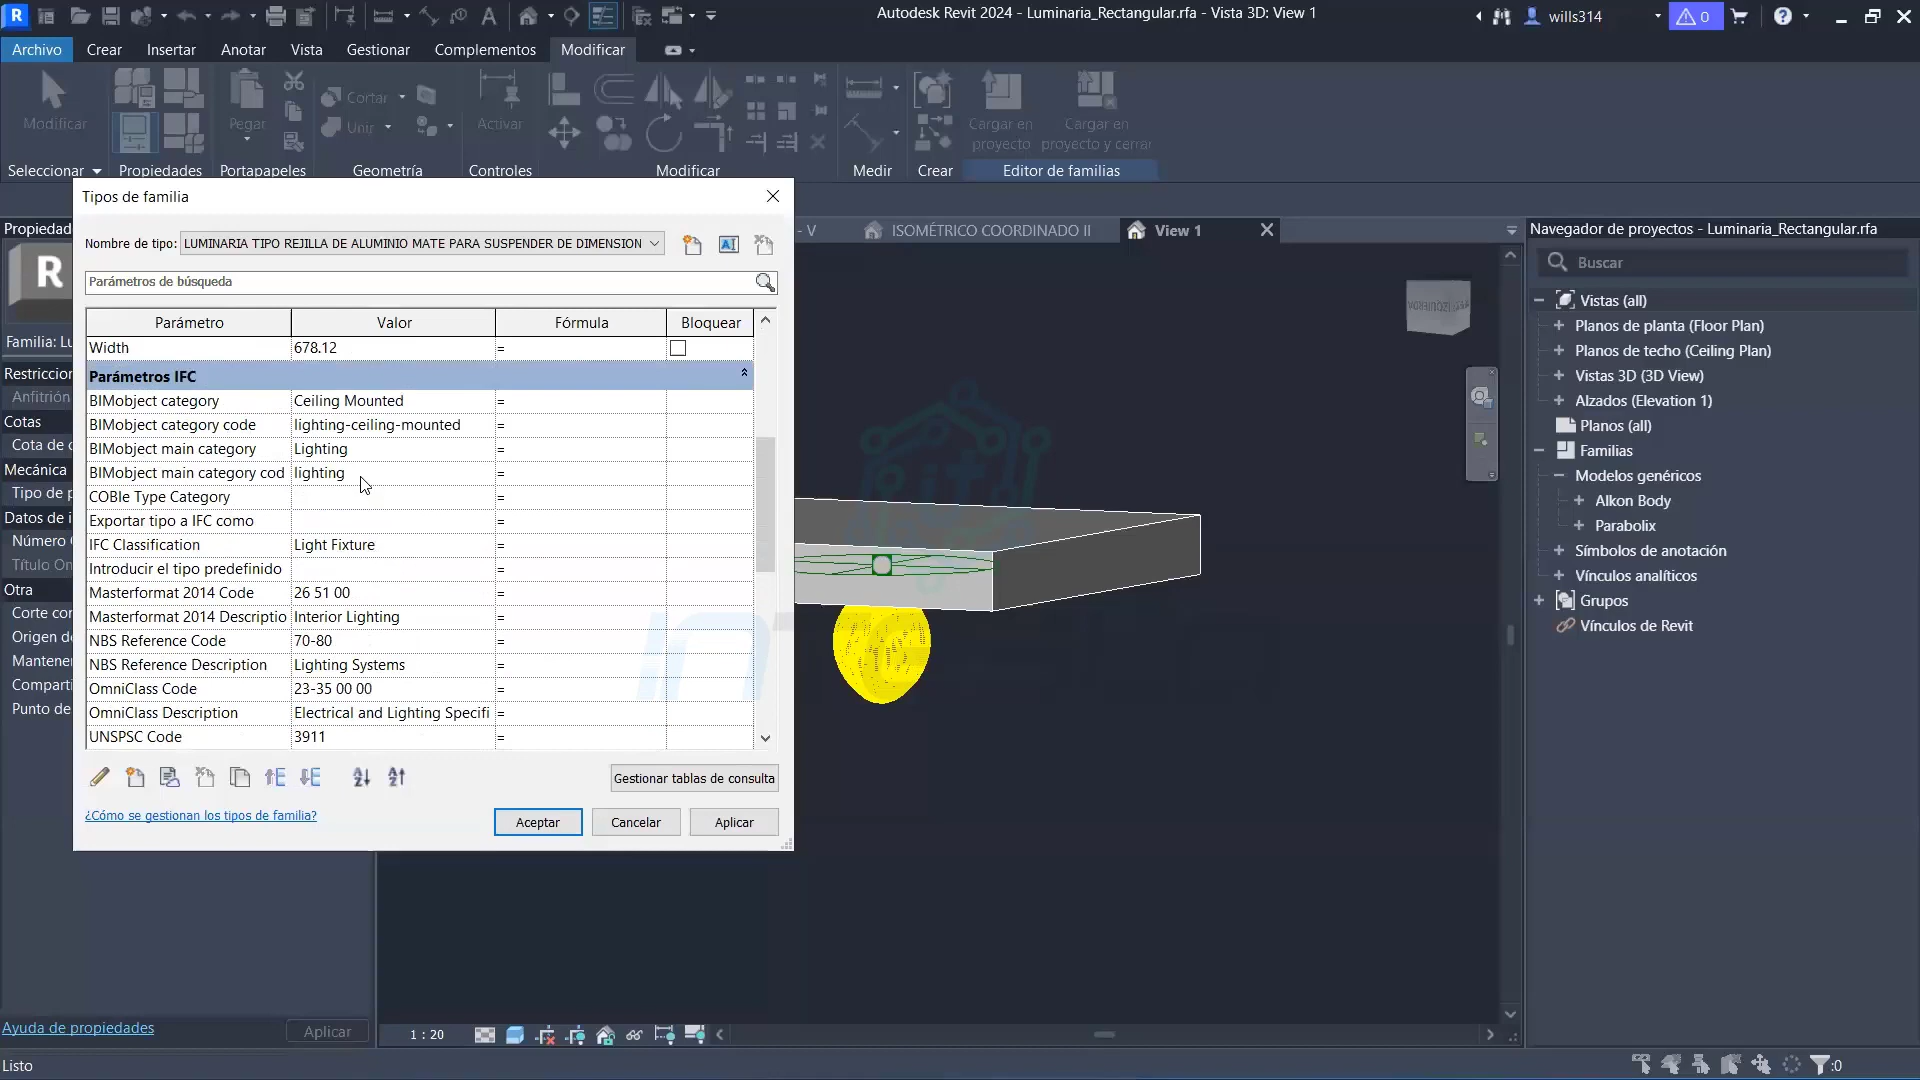 Autodesk Revit 2024 - Luminaria_Rectangular.rfa - Vista 3D: View 1
wills314
0
Archivo
Crear
Insertar
Anotar
Vista
Gestionar
Complementos
Modificar
Modificar
Pegar
Cortar
Unir
Activar
Cargar en proyecto
Cargar en proyecto y cerrar
Seleccionar
Propiedades
Portapapeles
Geometría
Controles
Modificar
Medir
Crear
Editor de familias
Propiedad
R
Familia: Lu
Restriccion
Anfitrión
Cotas
Cota de c
Mecánica
Tipo de p
Datos de i
Número
Título On
Otra
Corte con
Origen de
Mantener
Comparti
Punto de
Ayuda de propiedades
Aplicar
Listo
Tipos de familia
Nombre de tipo:
LUMINARIA TIPO REJILLA DE ALUMINIO MATE PARA SUSPENDER DE DIMENSION
Parámetros de búsqueda
Parámetro Valor Fórmula Bloquear
Width 678.12 =
Parámetros IFC
BIMobject category Ceiling Mounted =
BIMobject category code lighting-ceiling-mounted =
BIMobject main category Lighting =
BIMobject main category cod lighting =
COBIe Type Category =
Exportar tipo a IFC como =
IFC Classification Light Fixture =
Introducir el tipo predefinido =
Masterformat 2014 Code 26 51 00 =
Masterformat 2014 Descriptio Interior Lighting =
NBS Reference Code 70-80 =
NBS Reference Description Lighting Systems =
OmniClass Code 23-35 00 00 =
OmniClass Description Electrical and Lighting Specifi =
UNSPSC Code 3911 =
Gestionar tablas de consulta
¿Cómo se gestionan los tipos de familia?
Aceptar
Cancelar
Aplicar
- V
ISOMÉTRICO COORDINADO II
View 1
1 : 20
Navegador de proyectos - Luminaria_Rectangular.rfa
Buscar
Vistas (all)
Planos de planta (Floor Plan)
Planos de techo (Ceiling Plan)
Vistas 3D (3D View)
Alzados (Elevation 1)
Planos (all)
Familias
Modelos genéricos
Alkon Body
Parabolix
Símbolos de anotación
Vínculos analíticos
Grupos
Vínculos de Revit
:0